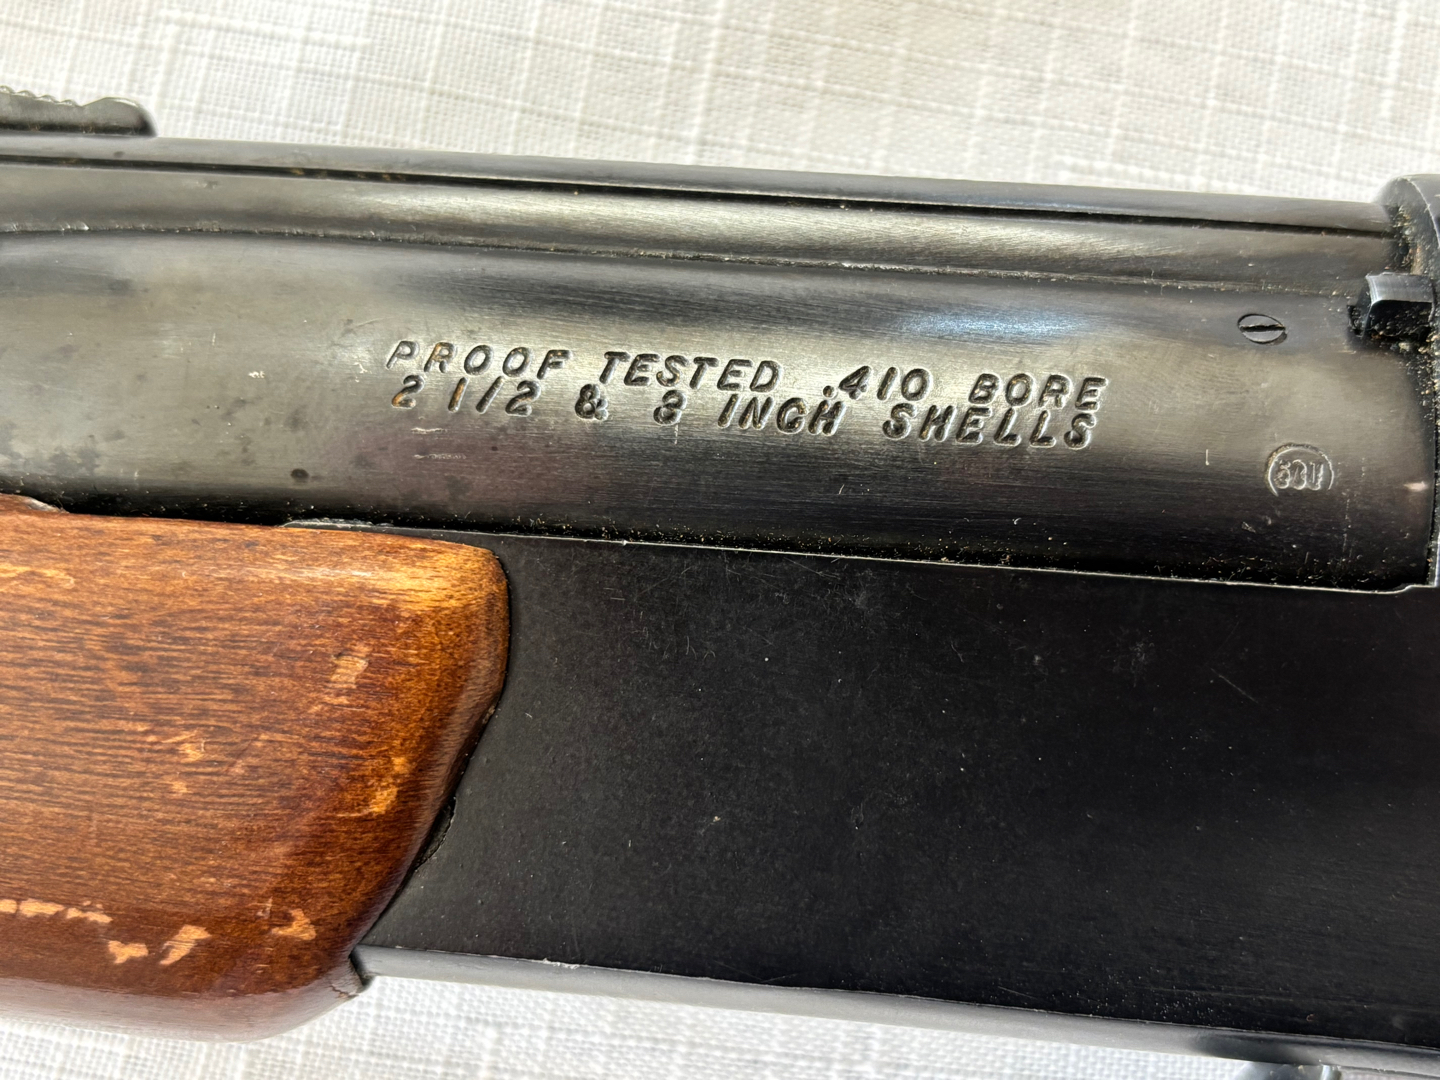 PROOF TESTED .410 BORE
2 1/2 & 3 INCH SHELLS